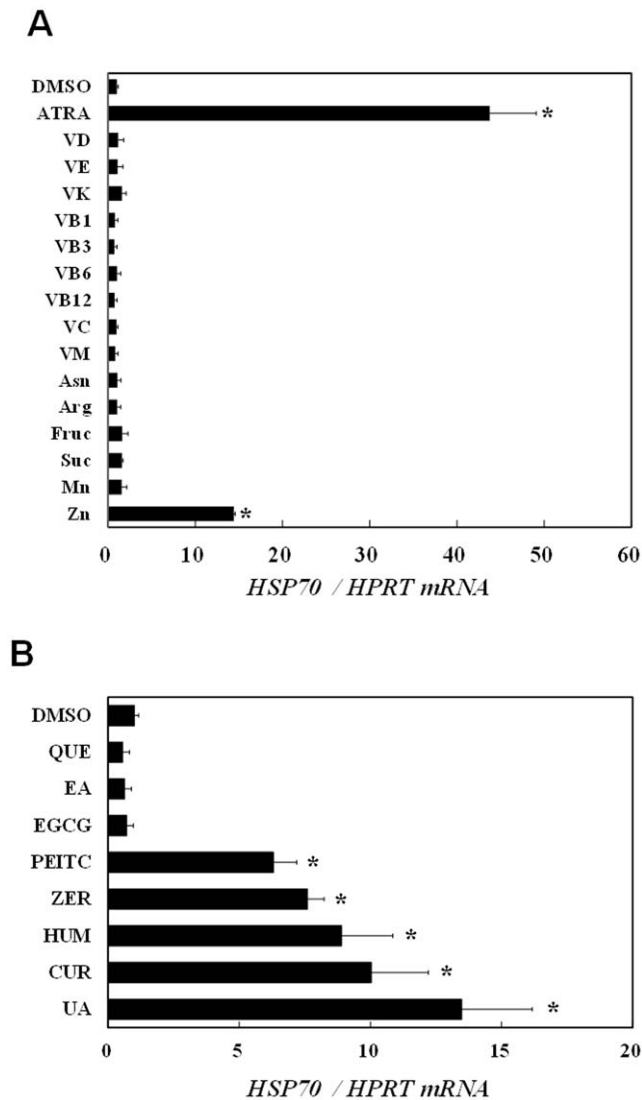 A
DMSO
ATRA *
VD
VE
VK
VB1
VB3
VB6
VB12
VC
VM
Asn
Arg
Fruc
Suc
Mn
Zn *
0 10 20 30 40 50 60
HSP70 / HPRT mRNA
B
DMSO
QUE
EA
EGCG
PEITC *
ZER *
HUM *
CUR *
UA *
0 5 10 15 20
HSP70 / HPRT mRNA